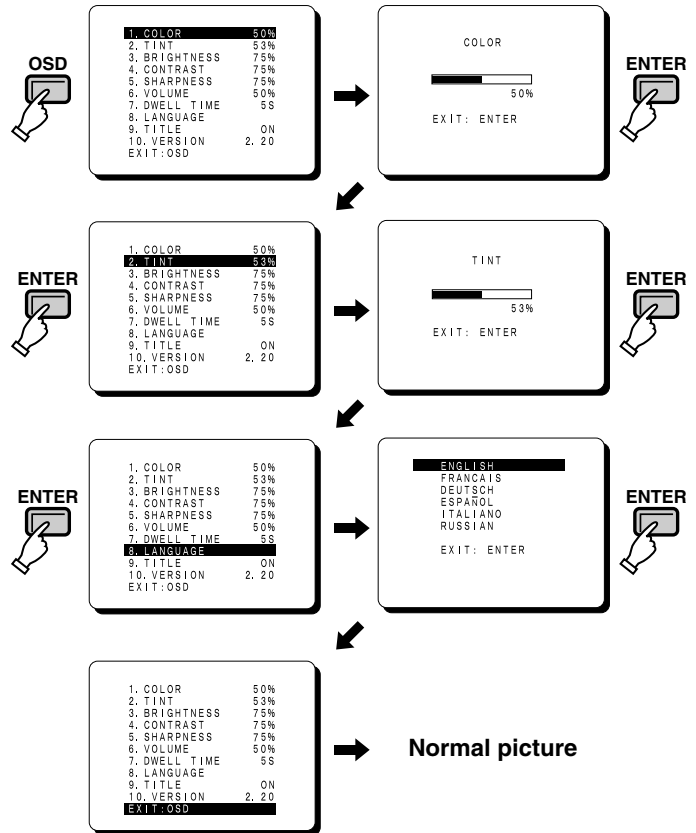 OSD
1. COLOR 50%
2. TINT 53%
3. BRIGHTNESS 75%
4. CONTRAST 75%
5. SHARPNESS 75%
6. VOLUME 50%
7. DWELL TIME 5S
8. LANGUAGE
9. TITLE ON
10. VERSION 2. 20
EXIT:OSD
COLOR
50%
EXIT: ENTER
ENTER
ENTER
1. COLOR 50%
2. TINT 53%
3. BRIGHTNESS 75%
4. CONTRAST 75%
5. SHARPNESS 75%
6. VOLUME 50%
7. DWELL TIME 5S
8. LANGUAGE
9. TITLE ON
10. VERSION 2. 20
EXIT:OSD
TINT
53%
EXIT: ENTER
ENTER
ENTER
1. COLOR 50%
2. TINT 53%
3. BRIGHTNESS 75%
4. CONTRAST 75%
5. SHARPNESS 75%
6. VOLUME 50%
7. DWELL TIME 5S
8. LANGUAGE
9. TITLE ON
10. VERSION 2. 20
EXIT:OSD
ENGLISH
FRANCAIS
DEUTSCH
ESPAÑOL
ITALIANO
RUSSIAN
EXIT: ENTER
ENTER
1. COLOR 50%
2. TINT 53%
3. BRIGHTNESS 75%
4. CONTRAST 75%
5. SHARPNESS 75%
6. VOLUME 50%
7. DWELL TIME 5S
8. LANGUAGE
9. TITLE ON
10. VERSION 2. 20
EXIT:OSD
Normal picture